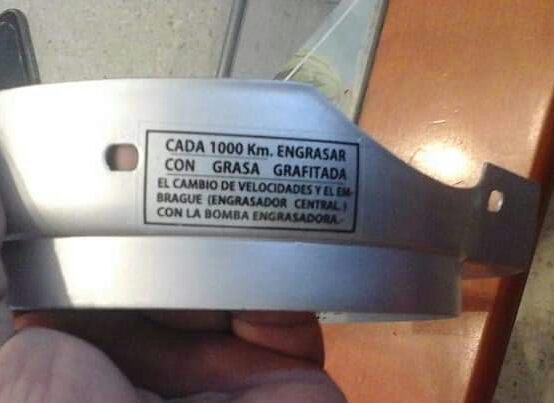 CADA 1000 Km. ENGRASAR
CON GRASA GRAFITADA
EL CAMBIO DE VELOCIDADES Y EL EM-
BRAGUE (ENGRASADOR CENTRAL.)
CON LA BOMBA ENGRASADORA.-